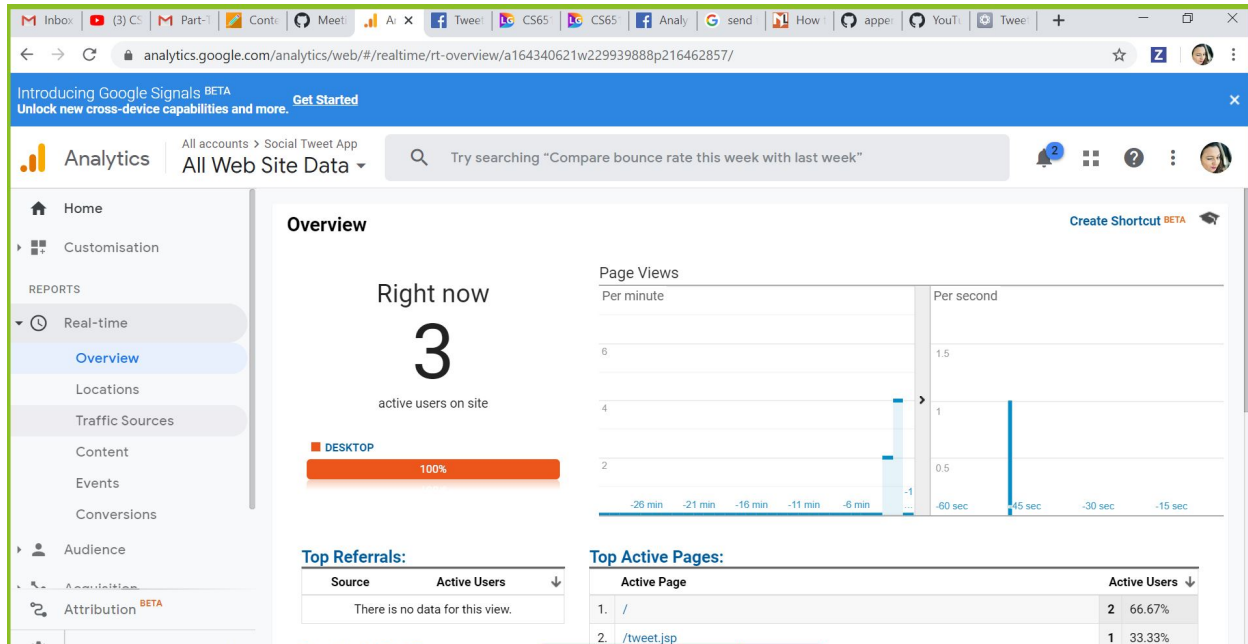 Inbox (3) CS Part-T Conte Meeti A Tweet CS65 CS65 Analy send How t apper YouTu Tweet
analytics.google.com/analytics/web/#/realtime/rt-overview/a164340621w229939888p216462857/ Z
Introducing Google Signals BETA
Unlock new cross-device capabilities and more. Get Started
Analytics
All accounts > Social Tweet App
All Web Site Data
Try searching “Compare bounce rate this week with last week”
2
Home
Customisation
REPORTS
Real-time
Overview
Locations
Traffic Sources
Content
Events
Conversions
Audience
Acquisition
Attribution BETA
Overview
Create Shortcut BETA
Right now
3
active users on site
DESKTOP
100%
Page Views
Per minute
6
4
2
-26 min -21 min -16 min -11 min -6 min -1
Per second
1.5
1
0.5
-60 sec -45 sec -30 sec -15 sec
Top Referrals:
Source Active Users
There is no data for this view.
Top Active Pages:
Active Page Active Users
1. / 2 66.67%
2. /tweet.jsp 1 33.33%